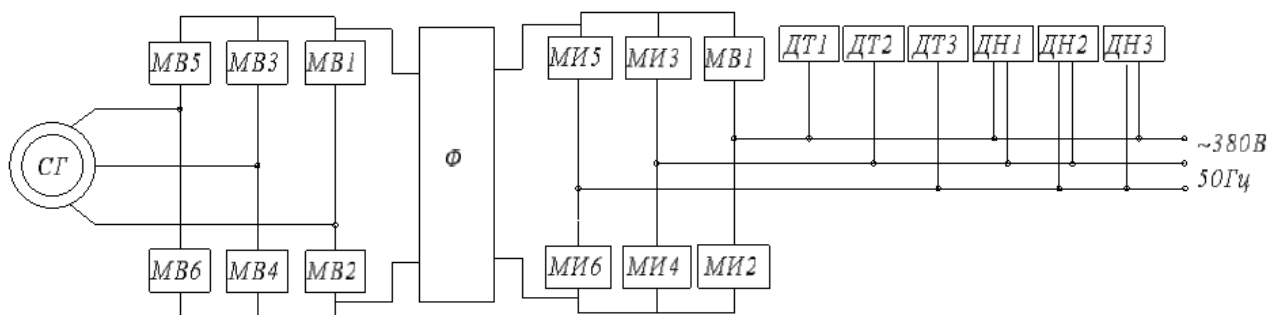 МВ5 МВ3 МВ1
МИ5 МИ3 МВ1
ДТ1 ДТ2 ДТ3 ДН1 ДН2 ДН3
СГ
Ф
~380В
50Гц
МВ6 МВ4 МВ2
МИ6 МИ4 МИ2